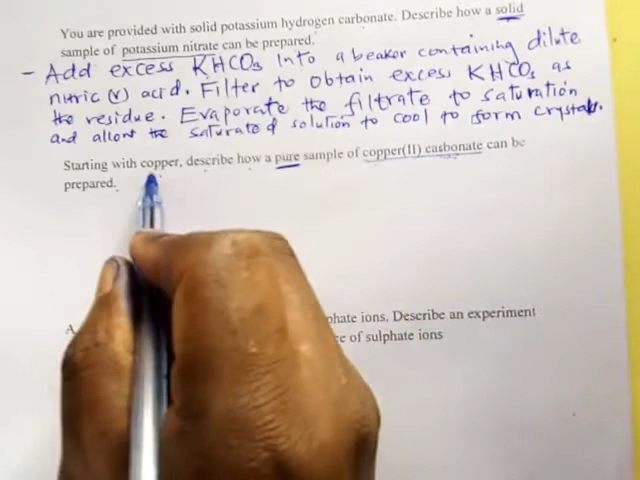 You are provided with solid potassium hydrogen carbonate. Describe how a solid
sample of potassium nitrate can be prepared.
- Add excess KHCO₃ Into a beaker containing dilute
nitric (v) acid. Filter to obtain excess KHCO₃ as
the residue. Evaporate the filtrate to saturation
and allow the saturated solution to cool to form crystals.
Starting with copper, describe how a pure sample of copper(II) carbonate can be
prepared.
A phate ions. Describe an experiment
of sulphate ions